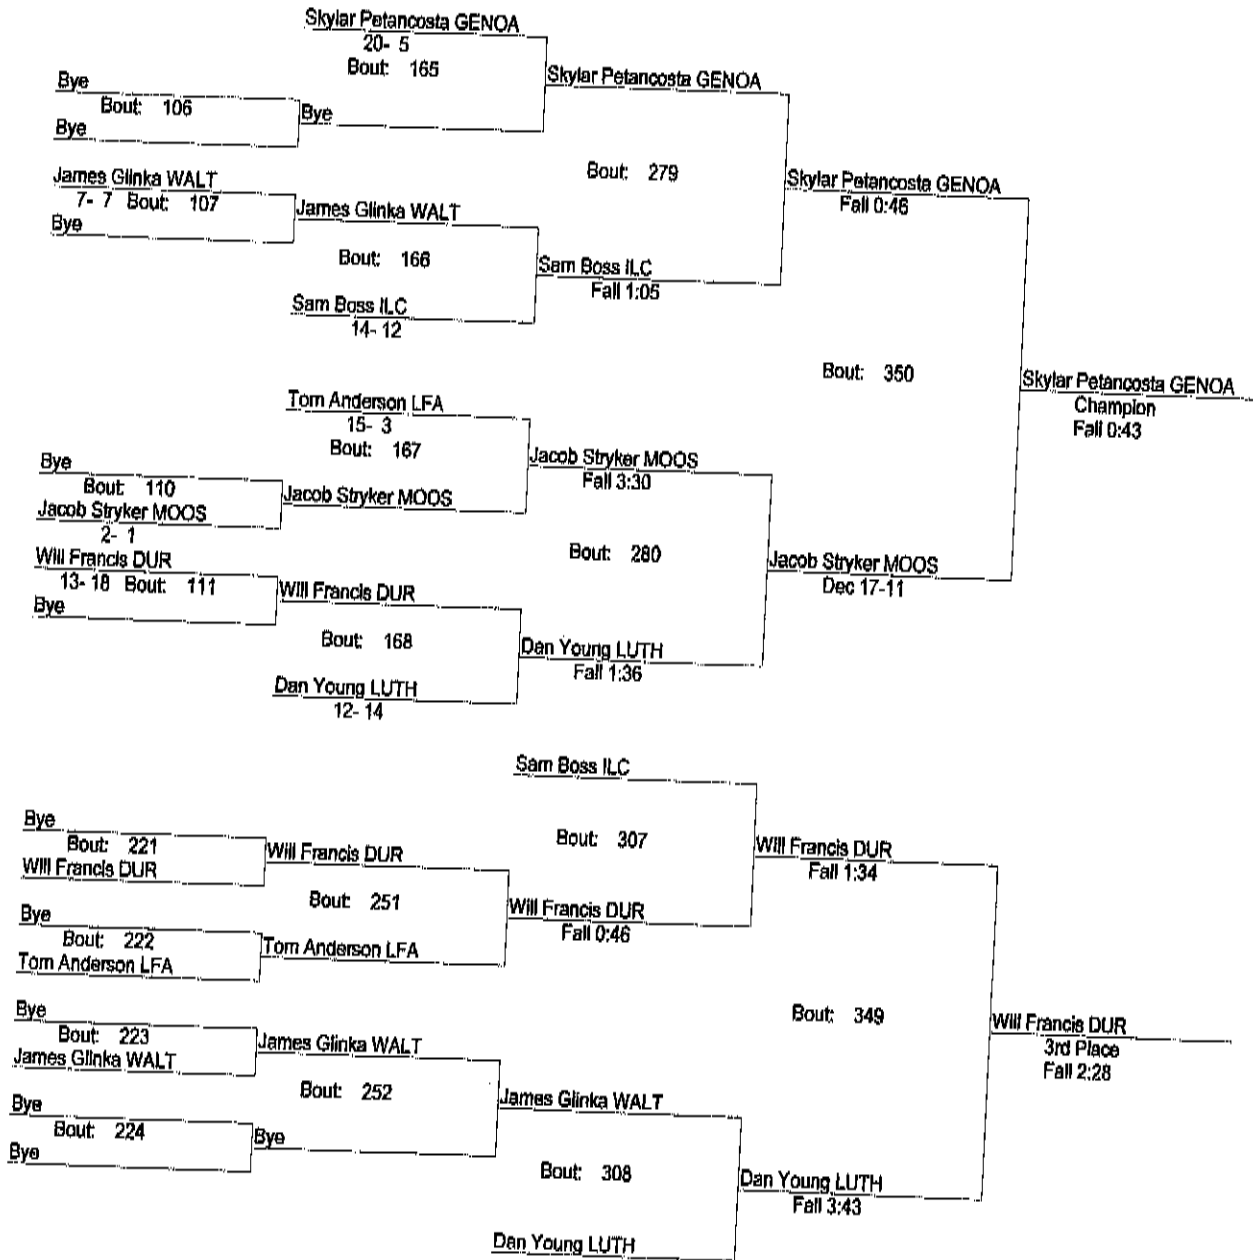 Skylar Petancosta GENOA
20- 5
Bout: 165
Skylar Petancosta GENOA
Bye
Bout: 106
Bye
Bye
Bout: 279
James Glinka WALT
7- 7 Bout: 107
Bye
Skylar Petancosta GENOA
Fall 0:46
James Glinka WALT
Bout: 166
Sam Boss ILC
Fall 1:05
Sam Boss ILC
14- 12
Bout: 350
Skylar Petancosta GENOA
Champion
Fall 0:43
Tom Anderson LFA
15- 3
Bout: 167
Jacob Stryker MOOS
Fall 3:30
Bye
Bout: 110
Jacob Stryker MOOS
2- 1
Jacob Stryker MOOS
Bout: 280
Jacob Stryker MOOS
Dec 17-11
Will Francis DUR
13- 18 Bout: 111
Bye
Will Francis DUR
Bout: 168
Dan Young LUTH
Fall 1:36
Dan Young LUTH
12- 14
Sam Boss ILC
Bout: 307
Will Francis DUR
Fall 1:34
Bye
Bout: 221
Will Francis DUR
Will Francis DUR
Bout: 251
Will Francis DUR
Fall 0:46
Bye
Bout: 222
Tom Anderson LFA
Tom Anderson LFA
Bout: 349
Will Francis DUR
3rd Place
Fall 2:28
Bye
Bout: 223
James Glinka WALT
James Glinka WALT
Bout: 252
James Glinka WALT
Bye
Bout: 224
Bye
Bye
Bout: 308
Dan Young LUTH
Fall 3:43
Dan Young LUTH